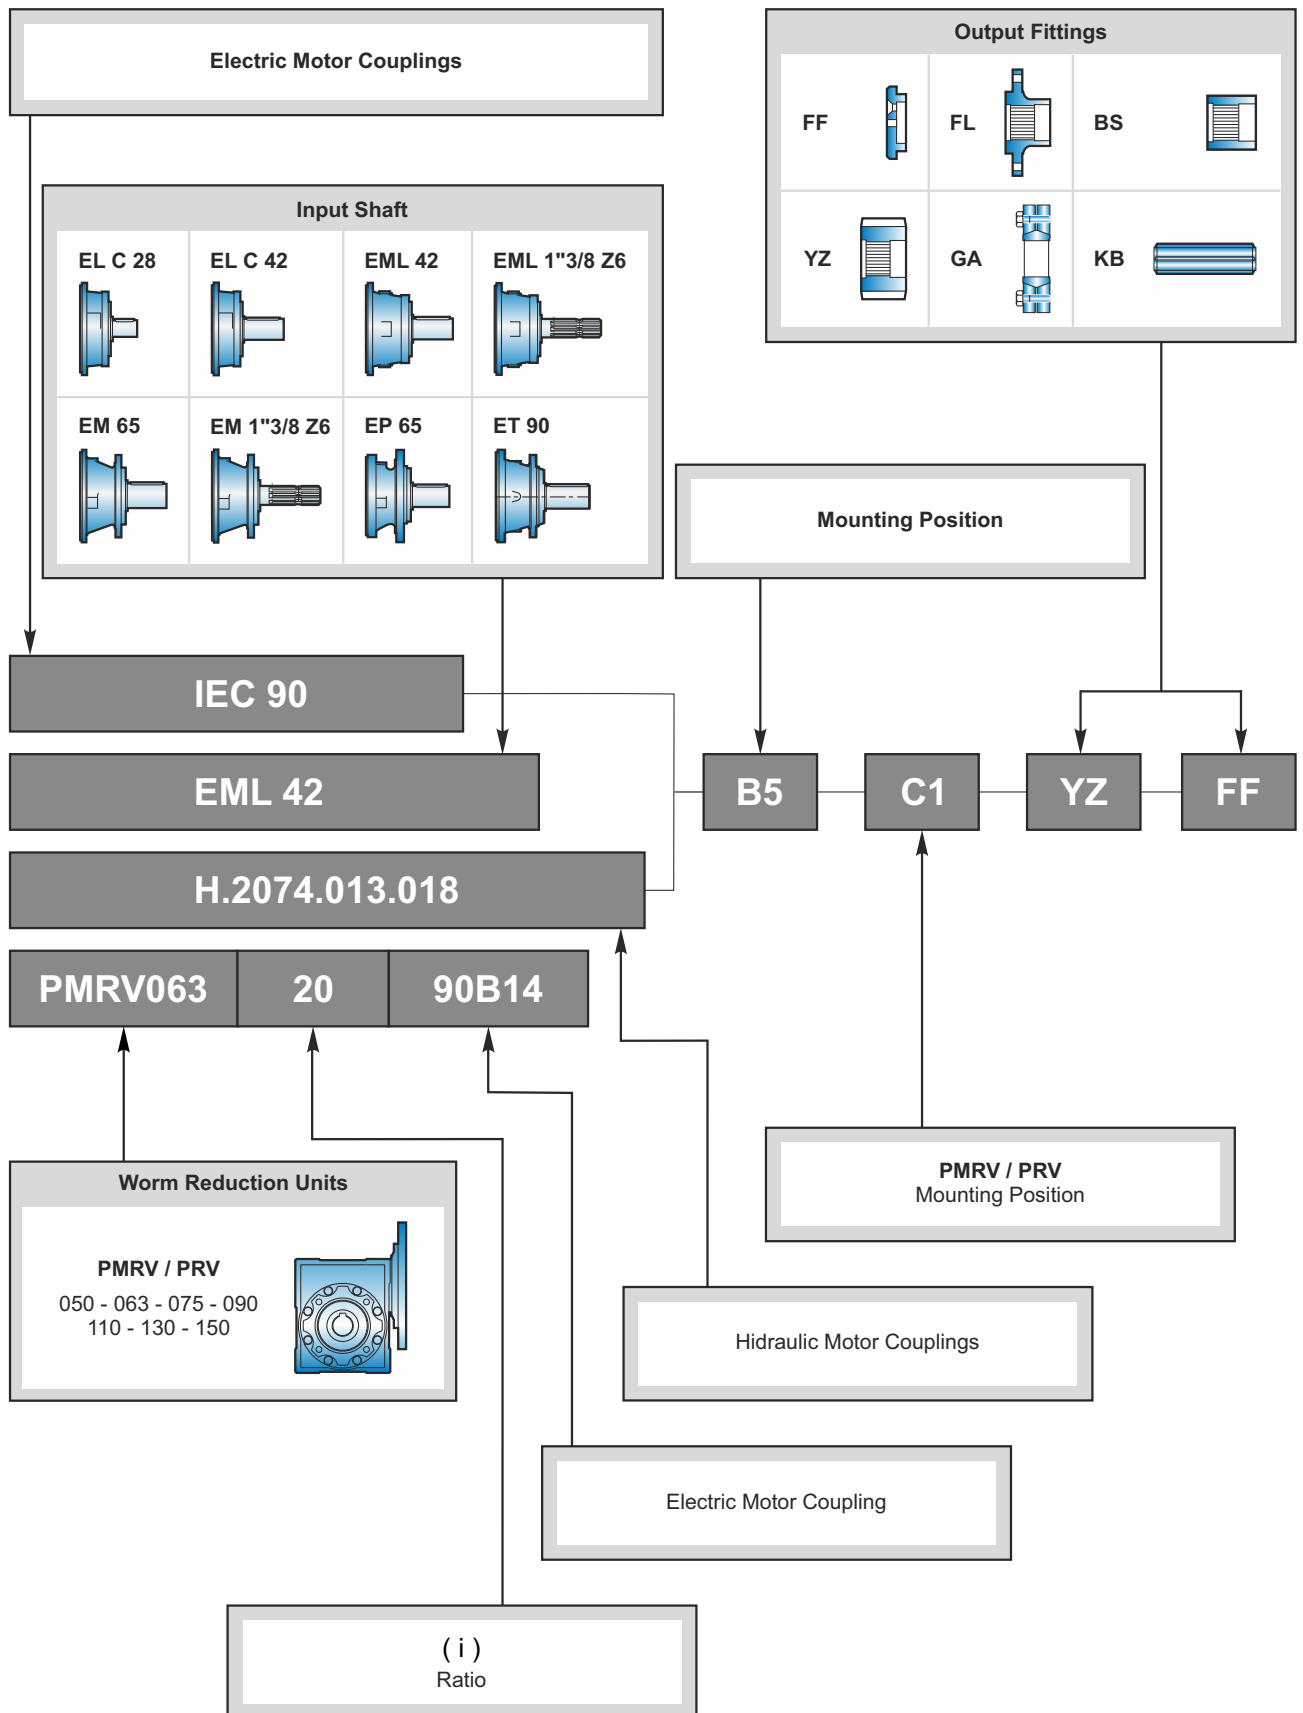 Electric Motor Couplings
Output Fittings
FF
FL
BS
YZ
GA
KB
Input Shaft
EL C 28
EL C 42
EML 42
EML 1"3/8 Z6
EM 65
EM 1"3/8 Z6
EP 65
ET 90
Mounting Position
IEC 90
EML 42
B5
C1
YZ
FF
H.2074.013.018
PMRV063
20
90B14
Worm Reduction Units
PMRV / PRV
050 - 063 - 075 - 090
110 - 130 - 150
PMRV / PRV
Mounting Position
Hidraulic Motor Couplings
Electric Motor Coupling
( i )
Ratio